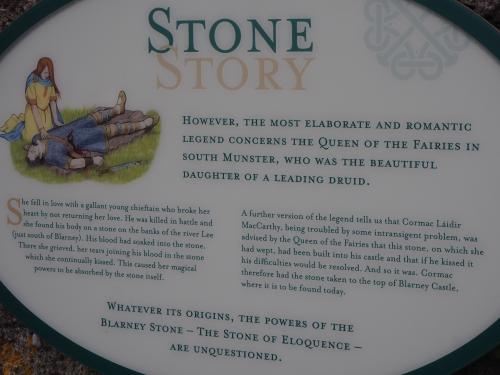 STONE
STORY
HOWEVER, THE MOST ELABORATE AND ROMANTIC
LEGEND CONCERNS THE QUEEN OF THE FAIRIES IN
SOUTH MUNSTER, WHO WAS THE BEAUTIFUL
DAUGHTER OF A LEADING DRUID.
She fell in love with a gallant young chieftain who broke her
heart by not returning her love. He was killed in battle and
she found his body on a stone on the banks of the river Lee
(just south of Blarney). His blood had soaked into the stone.
There she grieved, her tears joining his blood in the stone
which she continually kissed. This caused her magical
powers to be absorbed by the stone itself.
A further version of the legend tells us that Cormac Láidir
MacCarthy, being troubled by some intransigent problem, was
advised by the Queen of the Fairies that this stone, on which she
had wept, had been built into his castle and that if he kissed it
his difficulties would be resolved. And so it was. Cormac
therefore had the stone taken to the top of Blarney Castle,
where it is to be found today.
WHATEVER ITS ORIGINS, THE POWERS OF THE
BLARNEY STONE – THE STONE OF ELOQUENCE –
ARE UNQUESTIONED.